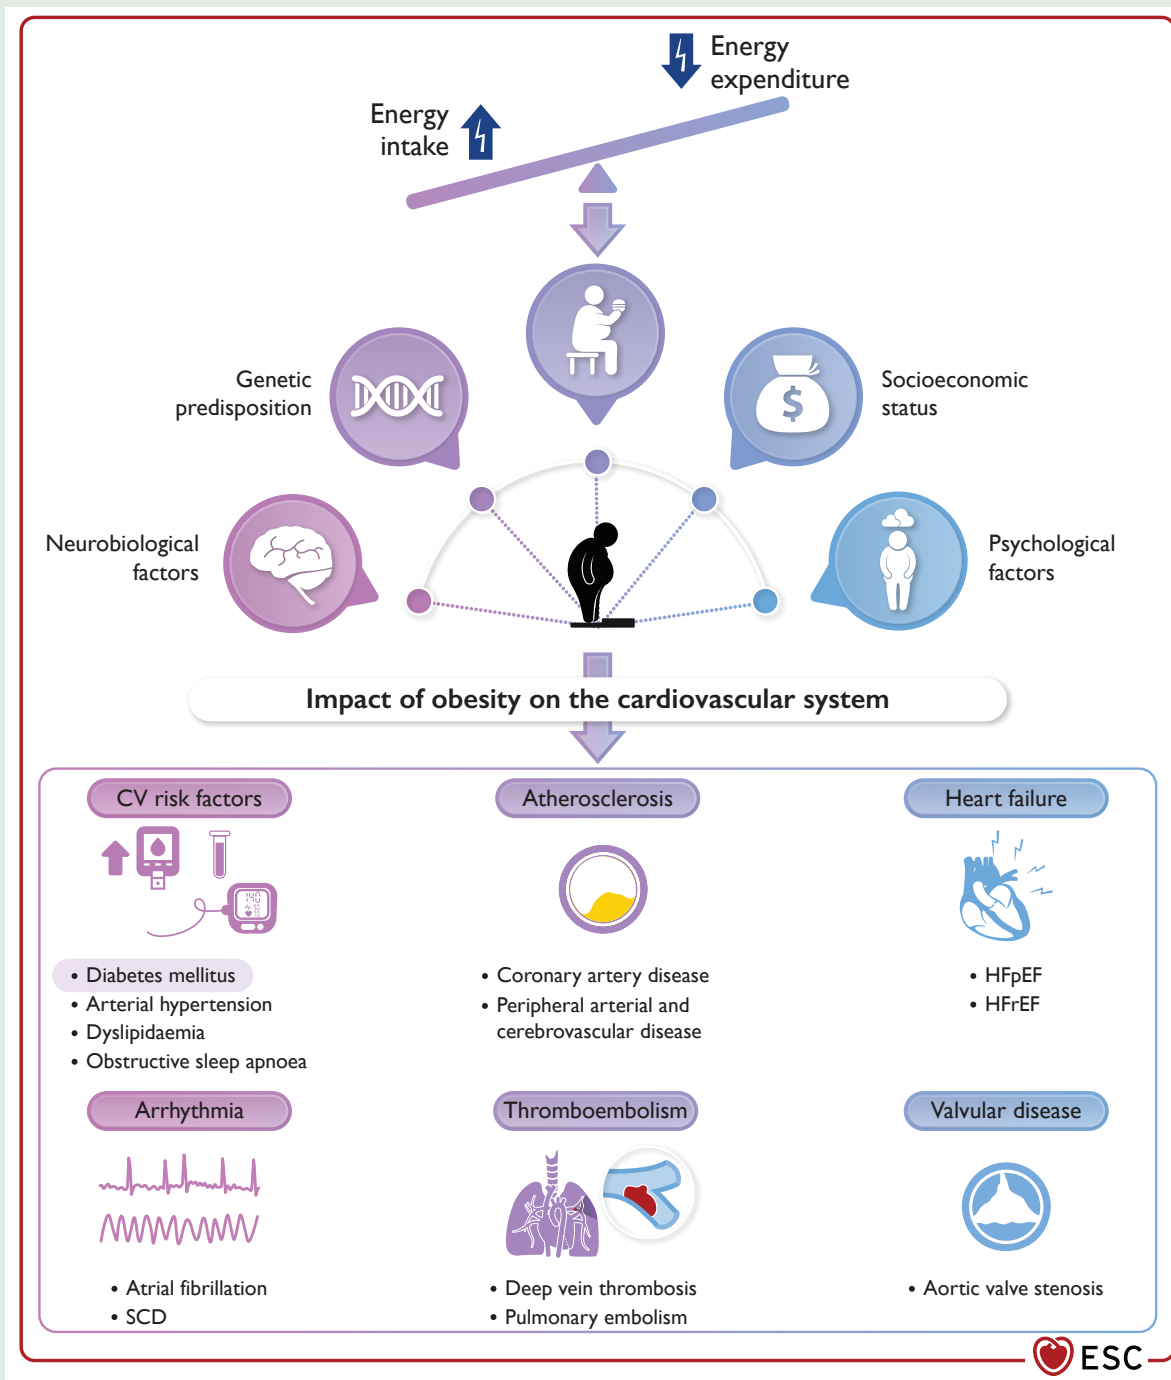 Energy
expenditure
Energy
intake
Genetic
predisposition
$
Socioeconomic
status
Neurobiological
factors
Psychological
factors
Impact of obesity on the cardiovascular system
CV risk factors
Atherosclerosis
Heart failure
• Diabetes mellitus
• Arterial hypertension
• Dyslipidaemia
• Obstructive sleep apnoea
• Coronary artery disease
• Peripheral arterial and
cerebrovascular disease
• HFpEF
• HFrEF
Arrhythmia
Thromboembolism
Valvular disease
• Atrial fibrillation
• SCD
• Deep vein thrombosis
• Pulmonary embolism
• Aortic valve stenosis
ESC